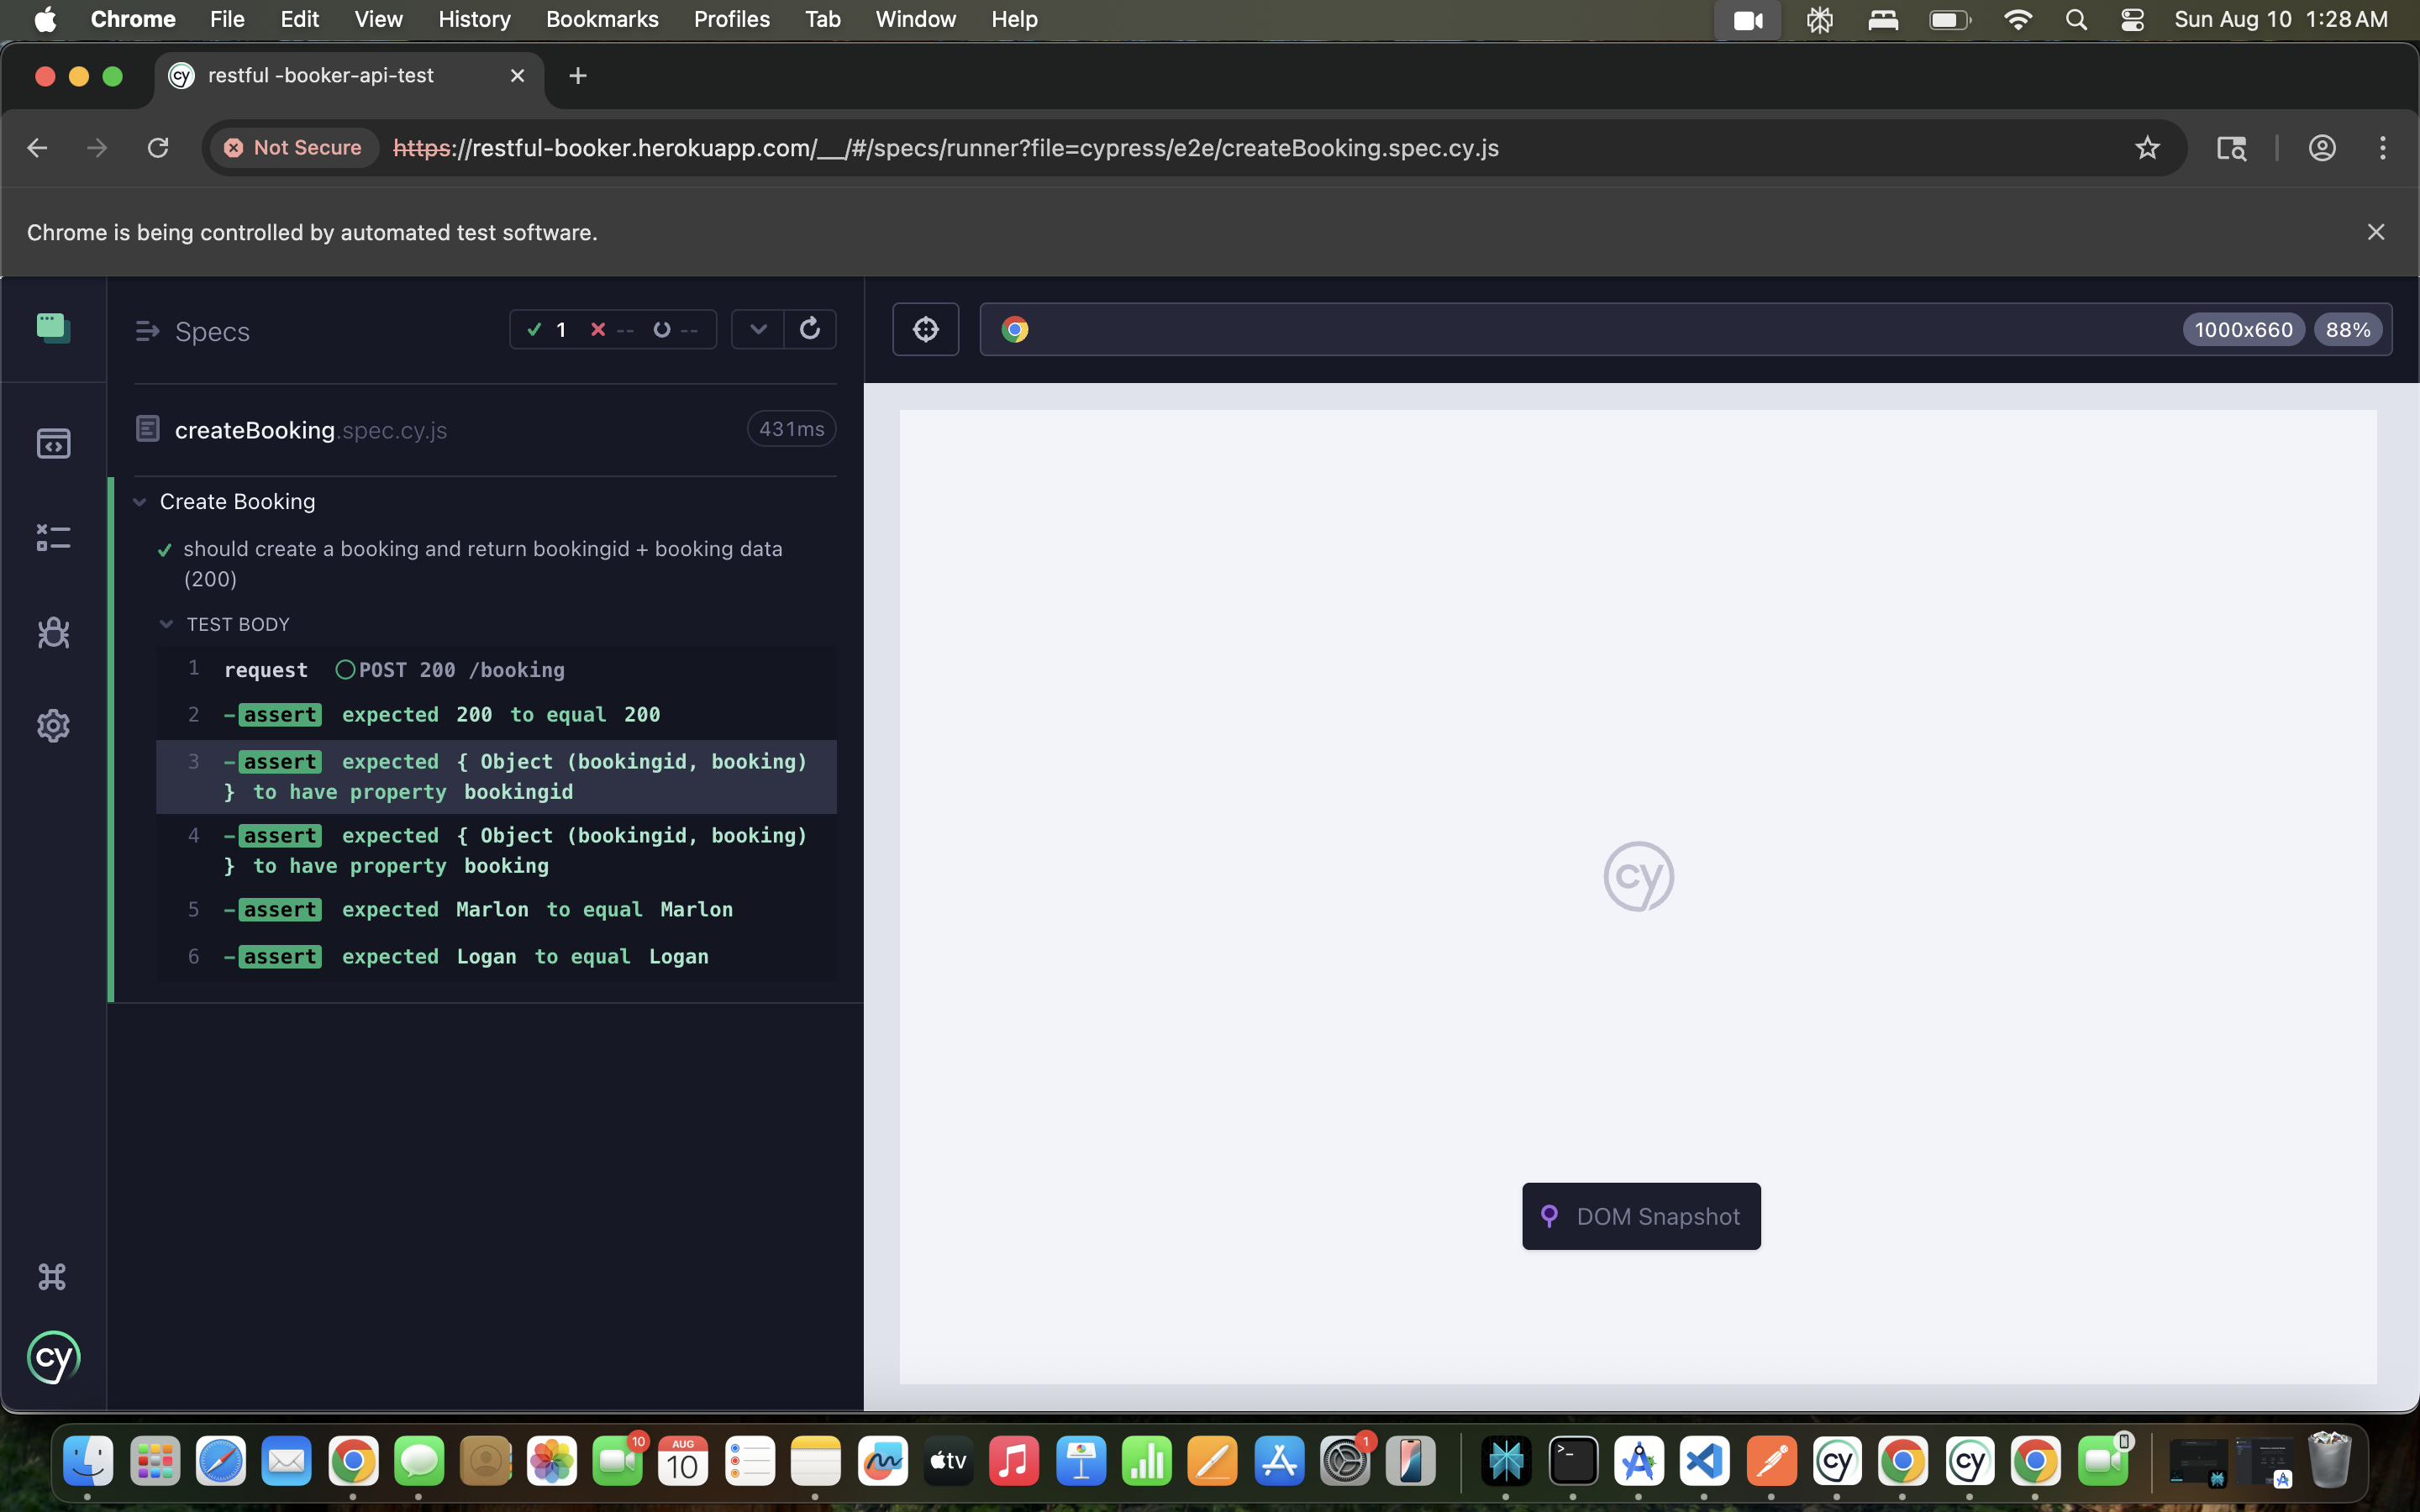 Chrome File Edit View History Bookmarks Profiles Tab Window Help Sun Aug 10 1:28 AM
cy restful -booker-api-test
Not Secure https://restful-booker.herokuapp.com/__/#/specs/runner?file=cypress/e2e/createBooking.spec.cy.js
Chrome is being controlled by automated test software.
Specs 1 -- --
1000x660 88%
createBooking.spec.cy.js 431ms
Create Booking
should create a booking and return bookingid + booking data
(200)
TEST BODY
1 request POST 200 /booking
2 -assert expected 200 to equal 200
3 -assert expected { Object (bookingid, booking)
} to have property bookingid
4 -assert expected { Object (bookingid, booking)
} to have property booking
5 -assert expected Marlon to equal Marlon
6 -assert expected Logan to equal Logan
cy
DOM Snapshot
cy
10 AUG 10 tv 1 >_ cy cy